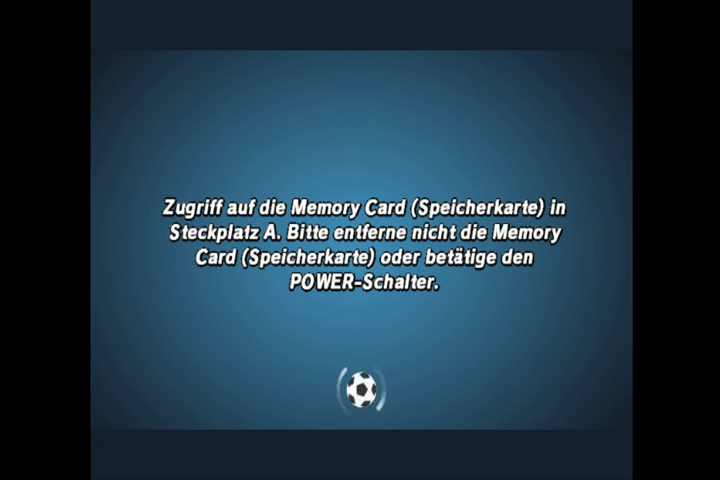 Zugriff auf die Memory Card (Speicherkarte) in
Steckplatz A. Bitte entferne nicht die Memory
Card (Speicherkarte) oder betätige den
POWER-Schalter.